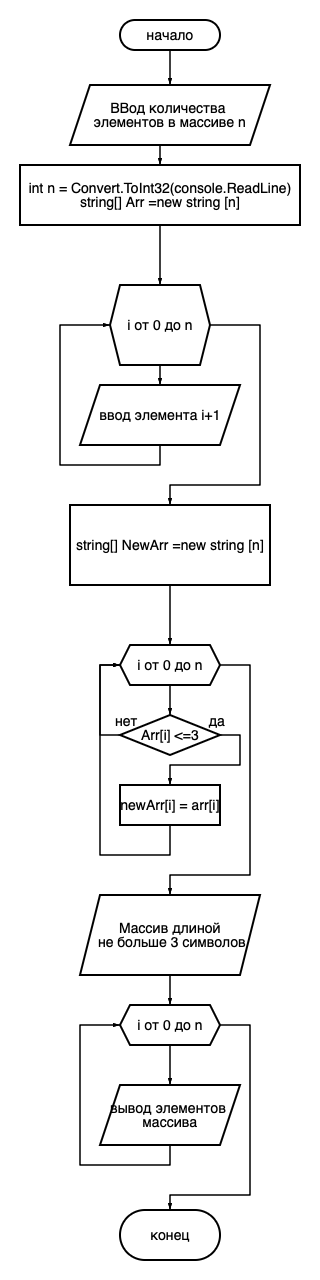 начало
ВВод количества
элементов в массиве n
int n = Convert.ToInt32(console.ReadLine)
string[] Arr =new string [n]
i от 0 до n
ввод элемента i+1
string[] NewArr =new string [n]
i от 0 до n
нет
да
Arr[i] <=3
newArr[i] = arr[i]
Массив длиной
не больше 3 символов
i от 0 до n
вывод элементов
массива
конец